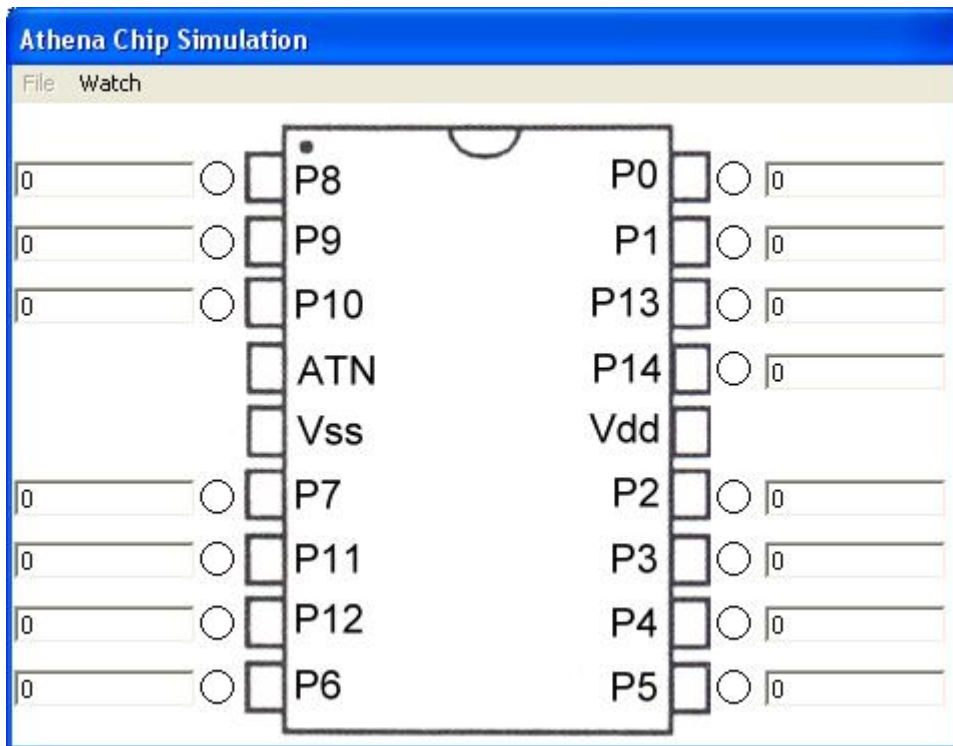 Athena Chip Simulation
File Watch
0 P8 P0 0
0 P9 P1 0
0 P10 P13 0
ATN P14 0
Vss Vdd
0 P7 P2 0
0 P11 P3 0
0 P12 P4 0
0 P6 P5 0